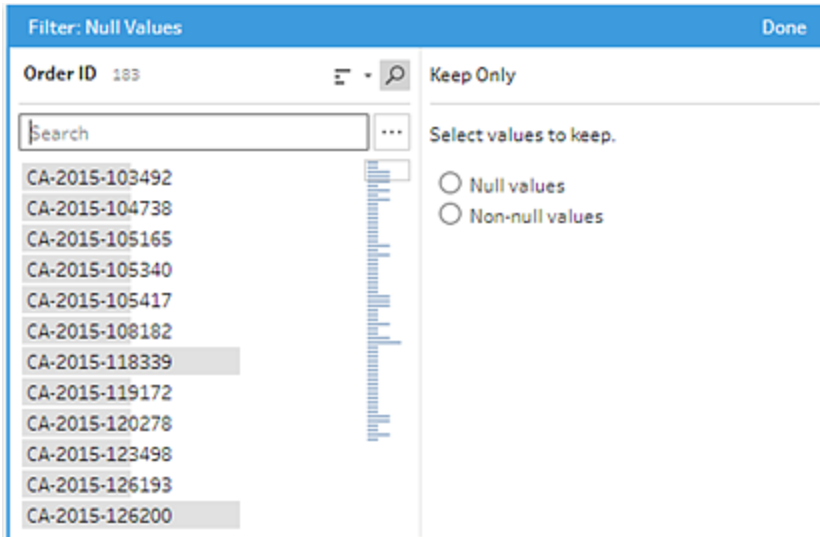 Filter: Null Values Done
Order ID 183
Search ...
CA-2015-103492
CA-2015-104738
CA-2015-105165
CA-2015-105340
CA-2015-105417
CA-2015-108182
CA-2015-118339
CA-2015-119172
CA-2015-120278
CA-2015-123498
CA-2015-126193
CA-2015-126200
Keep Only
Select values to keep.
Null values
Non-null values